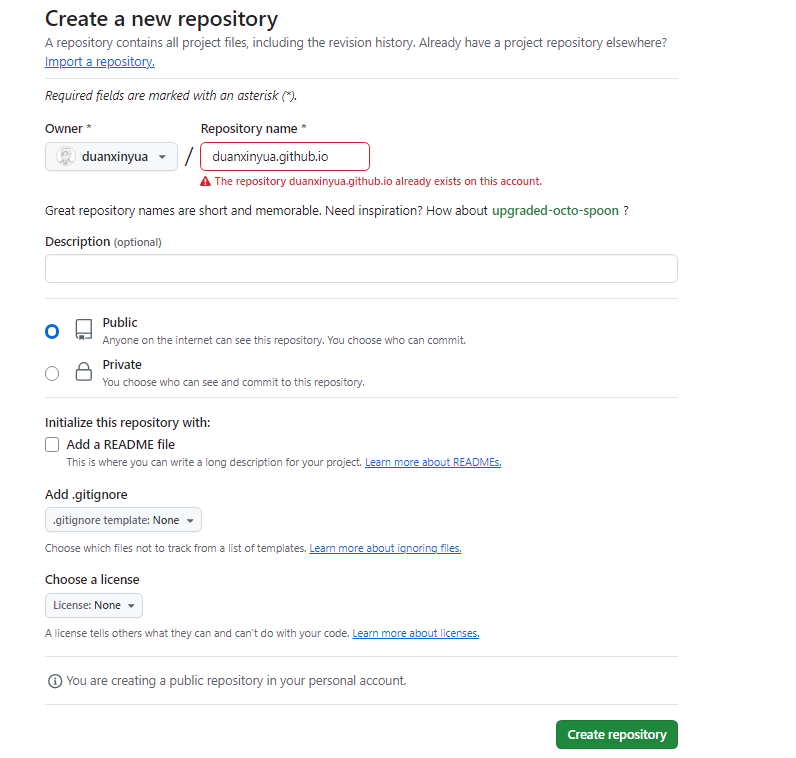 Create a new repository
A repository contains all project files, including the revision history. Already have a project repository elsewhere?
Import a repository.
Required fields are marked with an asterisk (*).
Owner * Repository name *
duanxinyua / duanxinyua.github.io
The repository duanxinyua.github.io already exists on this account.
Great repository names are short and memorable. Need inspiration? How about upgraded-octo-spoon ?
Description (optional)
Public
Anyone on the internet can see this repository. You choose who can commit.
Private
You choose who can see and commit to this repository.
Initialize this repository with:
Add a README file
This is where you can write a long description for your project. Learn more about READMEs.
Add .gitignore
.gitignore template: None
Choose which files not to track from a list of templates. Learn more about ignoring files.
Choose a license
License: None
A license tells others what they can and can't do with your code. Learn more about licenses.
You are creating a public repository in your personal account.
Create repository